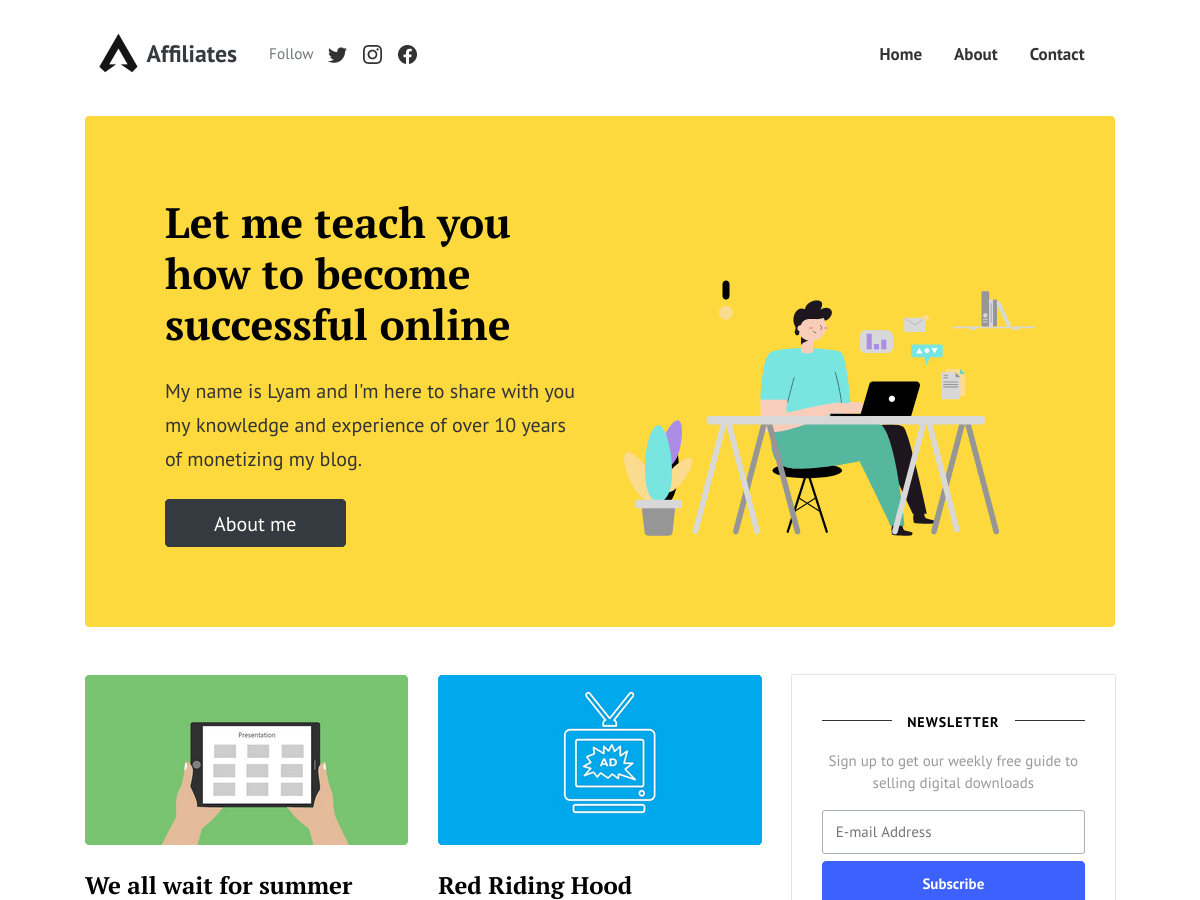 Affiliates
Follow
Home
About
Contact
Let me teach you
how to become
successful online
My name is Lyam and I'm here to share with you
my knowledge and experience of over 10 years
of monetizing my blog.
About me
Presentation
AD
We all wait for summer
Red Riding Hood
NEWSLETTER
Sign up to get our weekly free guide to
selling digital downloads
E-mail Address
Subscribe